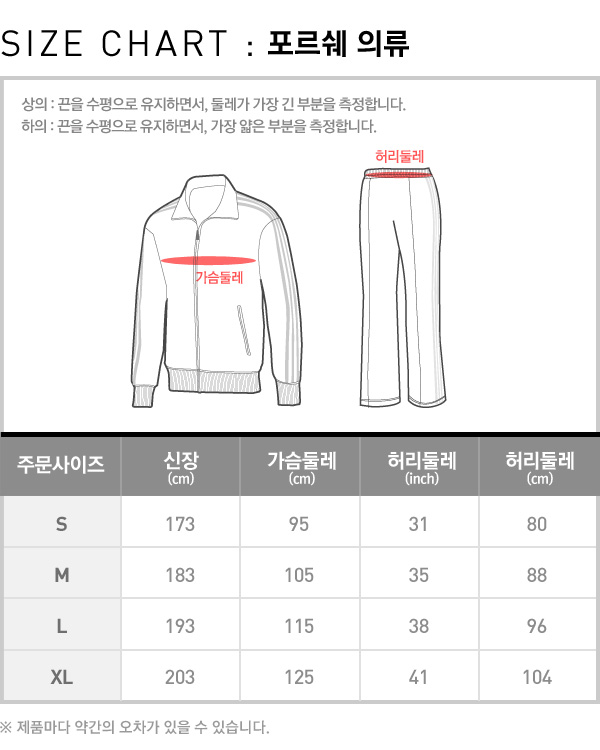 SIZE CHART : 포르쉐 의류
상의 : 끈을 수평으로 유지하면서, 둘레가 가장 긴 부분을 측정합니다.
하의 : 끈을 수평으로 유지하면서, 가장 얇은 부분을 측정합니다.
허리둘레
가슴둘레
주문사이즈 신장 (cm) 가슴둘레 (cm) 허리둘레 (inch) 허리둘레 (cm)
S 173 95 31 80
M 183 105 35 88
L 193 115 38 96
XL 203 125 41 104
※ 제품마다 약간의 오차가 있을 수 있습니다.